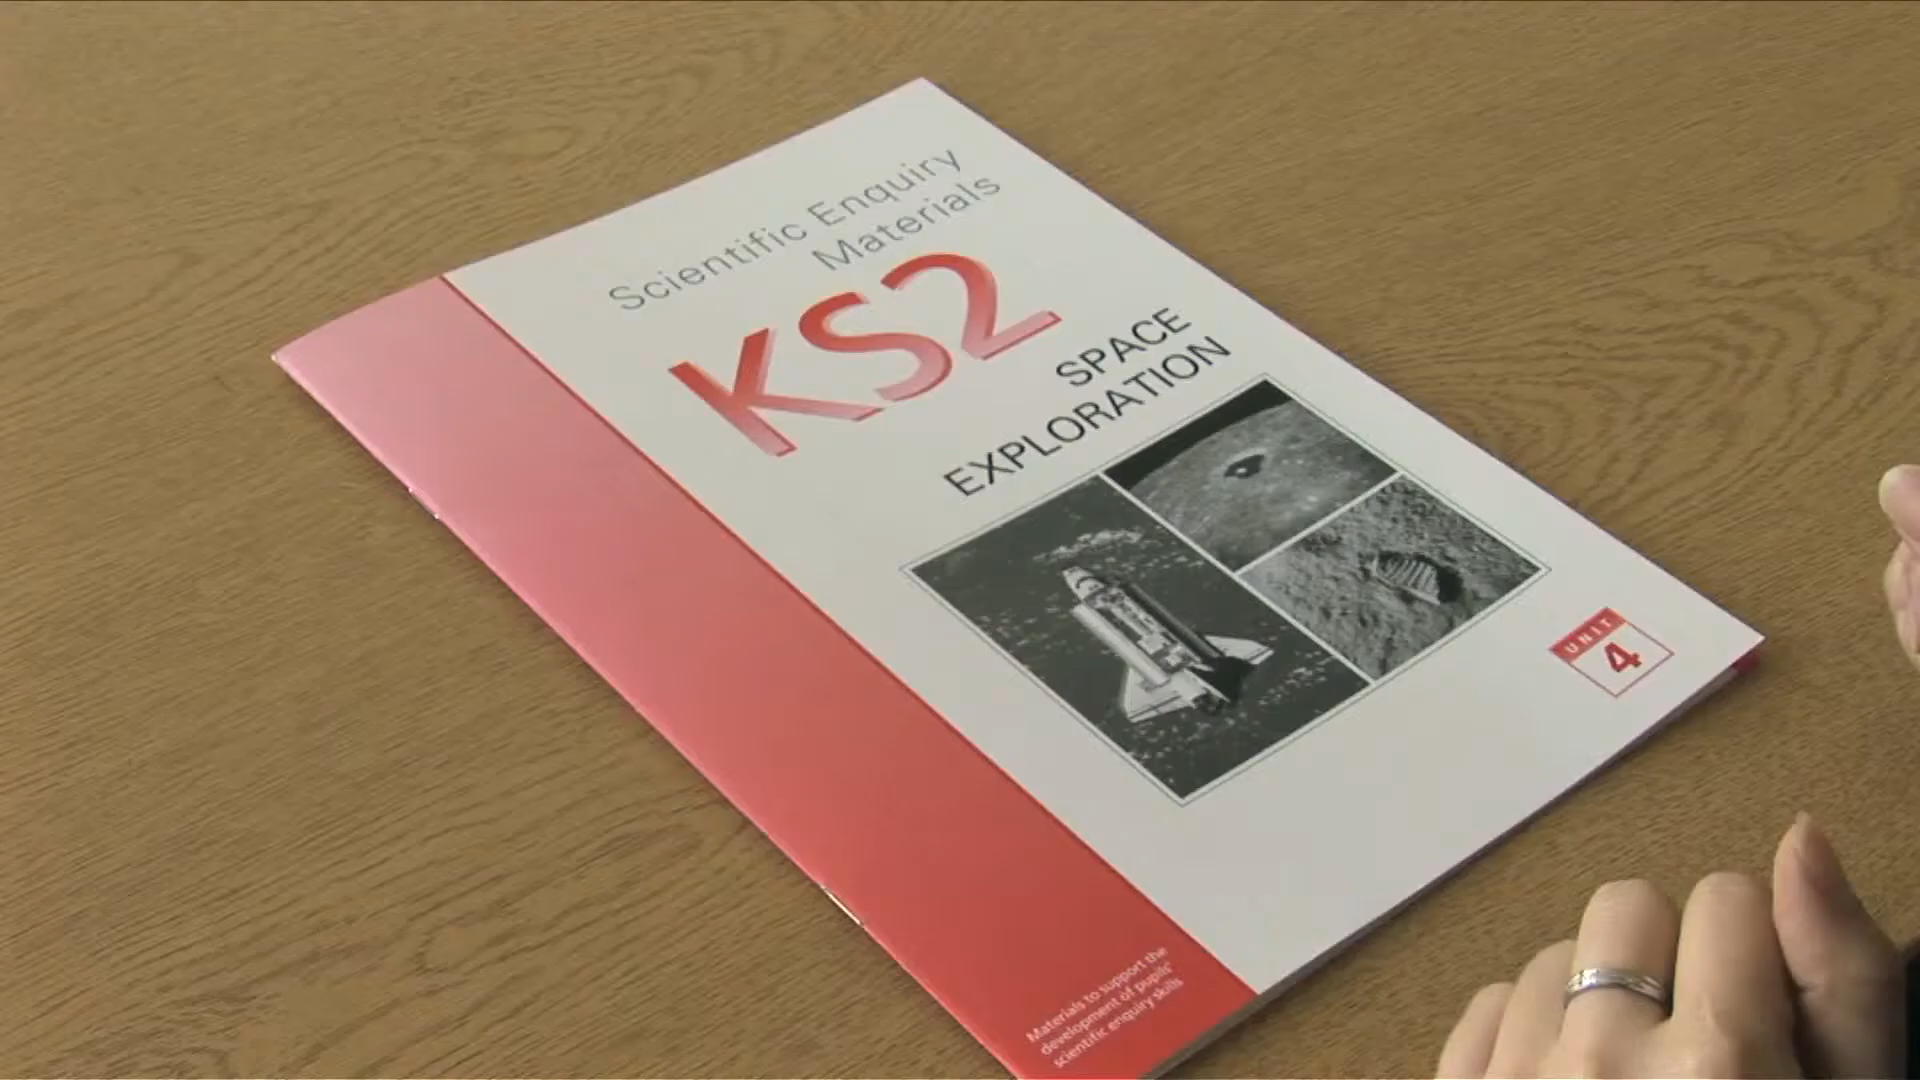 Scientific Enquiry
Materials
KS2
SPACE
EXPLORATION
UNIT
4
Materials to support the
development of pupils'
scientific enquiry skills